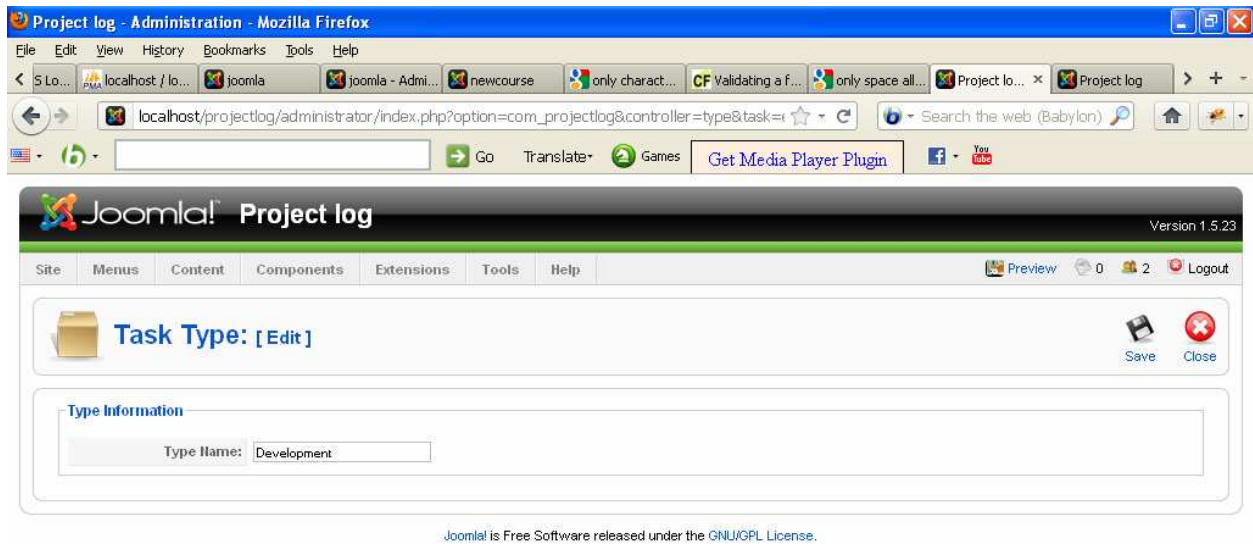 Project log - Administration - Mozilla Firefox
File Edit View History Bookmarks Tools Help
S Lo... localhost / lo... joomla joomla - Admi... newcourse only charact... CF Validating a f... only space all... Project lo... × Project log
localhost/projectlog/administrator/index.php?option=com_projectlog&controller=type&task= Search the web (Babylon)
Go Translate Games Get Media Player Plugin f You Tube
Joomla! Project log
Version 1.5.23
Site Menus Content Components Extensions Tools Help Preview 0 2 Logout
Task Type: [ Edit ] Save Close
Type Information
Type Name: Development
Joomla! is Free Software released under the GNU/GPL License.